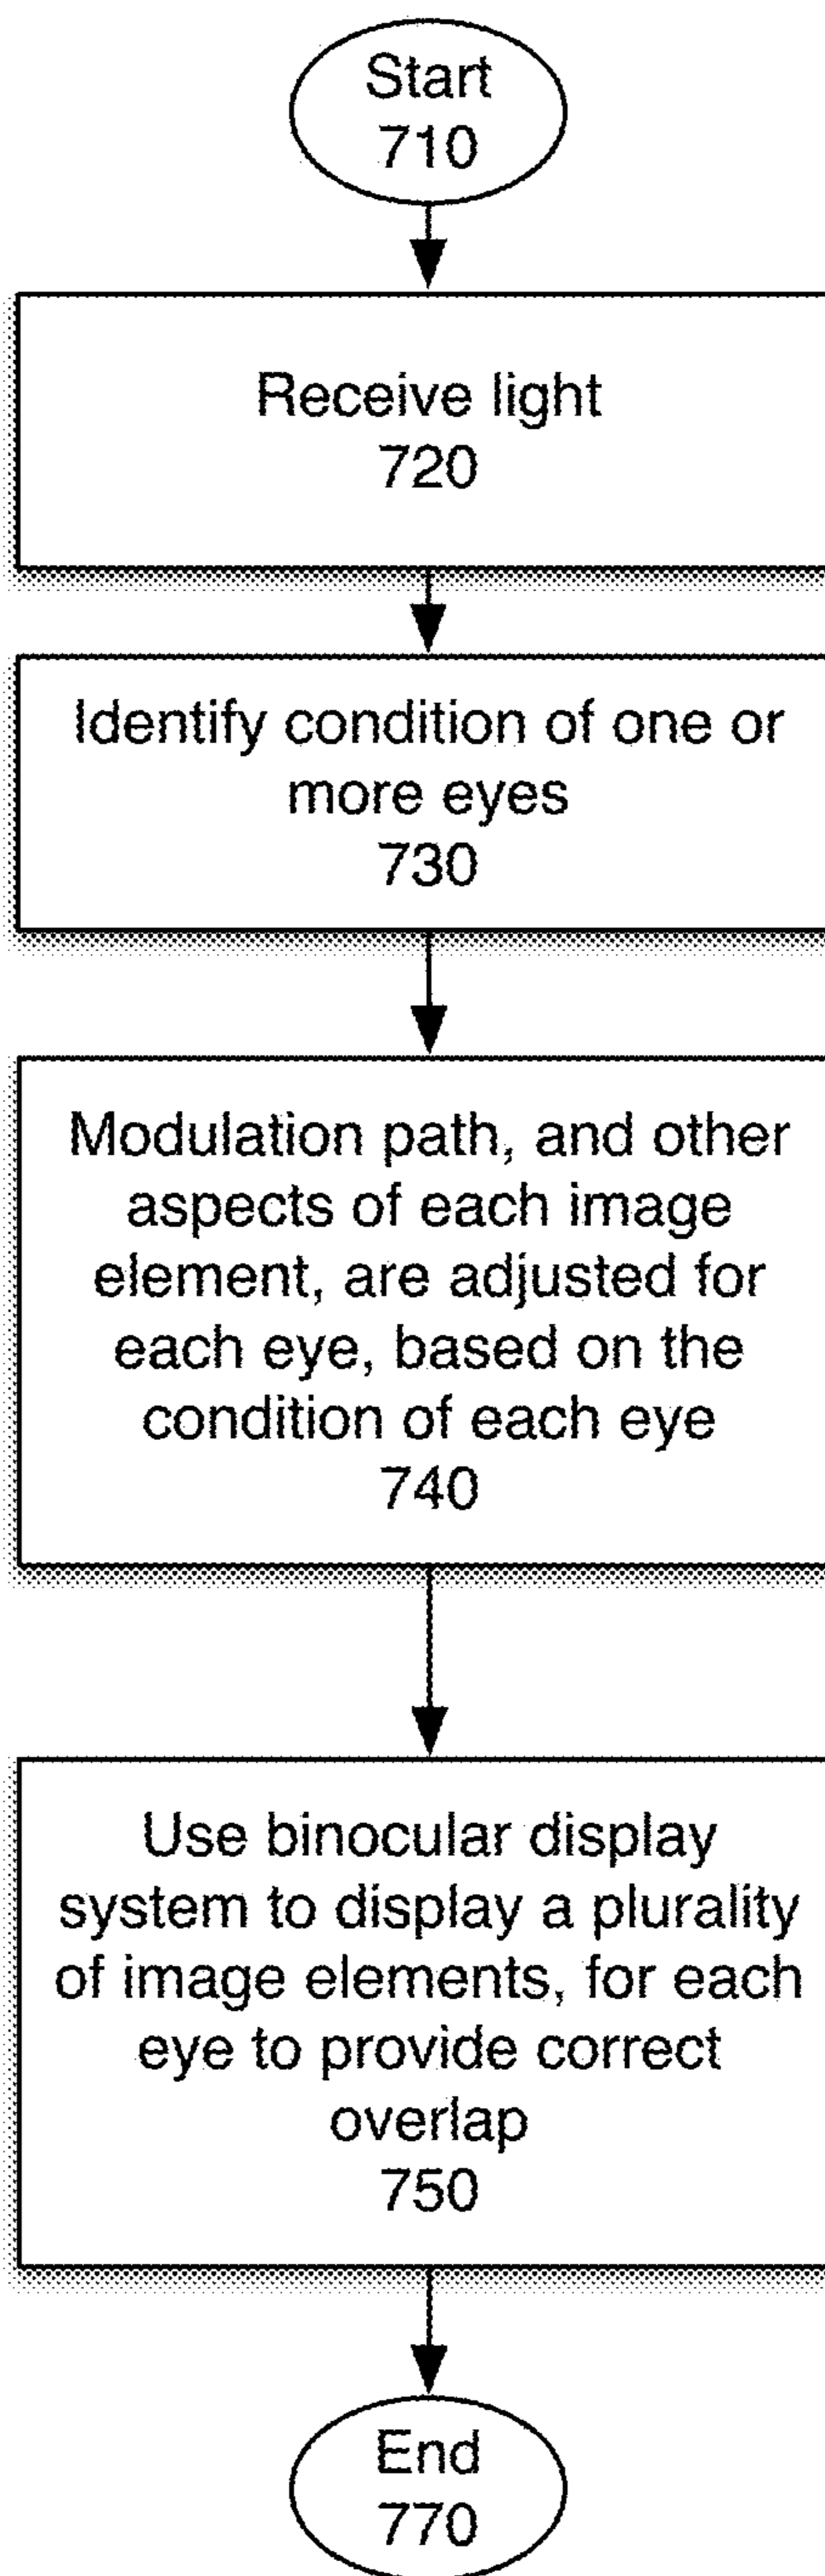 Start
710
Receive light
720
Identify condition of one or
more eyes
730
Modulation path, and other
aspects of each image
element, are adjusted for
each eye, based on the
condition of each eye
740
Use binocular display
system to display a plurality
of image elements, for each
eye to provide correct
overlap
750
End
770